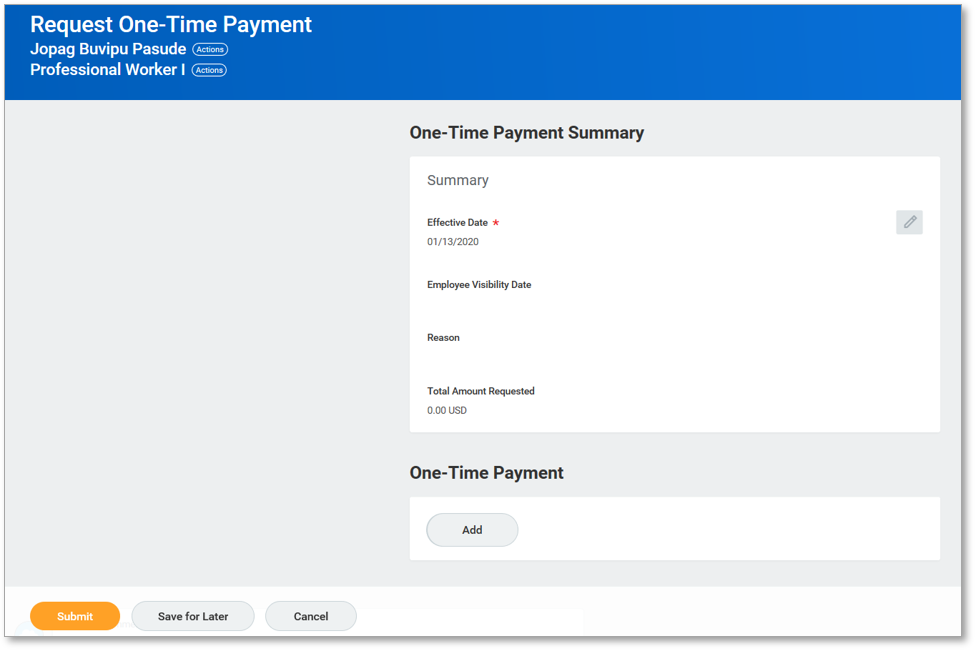 Request One-Time Payment
Jopag Buvipu Pasude Actions
Professional Worker I Actions
One-Time Payment Summary
Summary
Effective Date *
01/13/2020
Employee Visibility Date
Reason
Total Amount Requested
0.00 USD
One-Time Payment
Add
Submit Save for Later Cancel